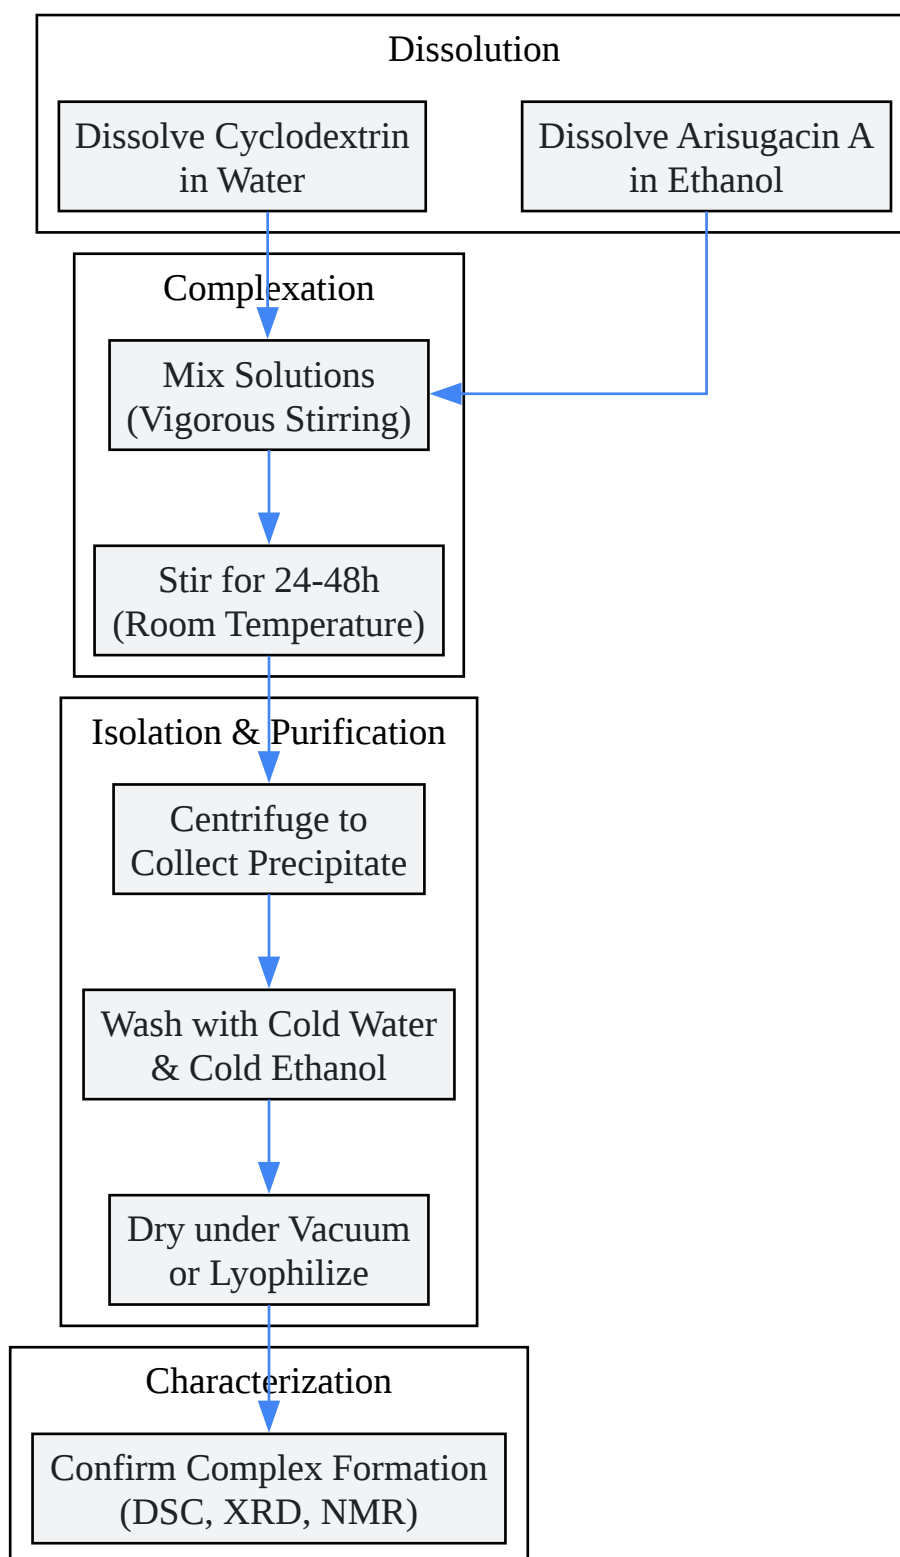 Dissolution
Dissolve Cyclodextrin
in Water
Dissolve Arisugacin A
in Ethanol
Complexation
Mix Solutions
(Vigorous Stirring)
Stir for 24-48h
(Room Temperature)
Isolation & Purification
Centrifuge to
Collect Precipitate
Wash with Cold Water
& Cold Ethanol
Dry under Vacuum
or Lyophilize
Characterization
Confirm Complex Formation
(DSC, XRD, NMR)